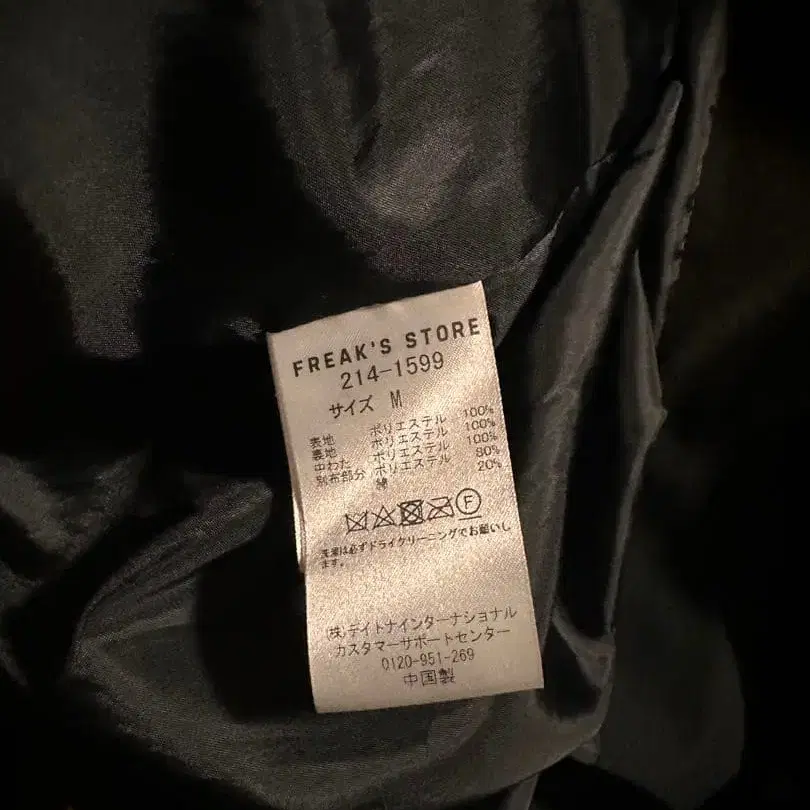 FREAK'S STORE
214-1599
サイズ M
表地 ポリエステル 100%
裏地 ポリエステル 100%
中わた ポリエステル 100%
別布部分 ポリエステル 80%
綿 20%
F
洗濯は必ずドライクリーニングでお願いし
ます。
(株)デイトナインターナショナル
カスタマーサポートセンター
0120-951-269
中国製